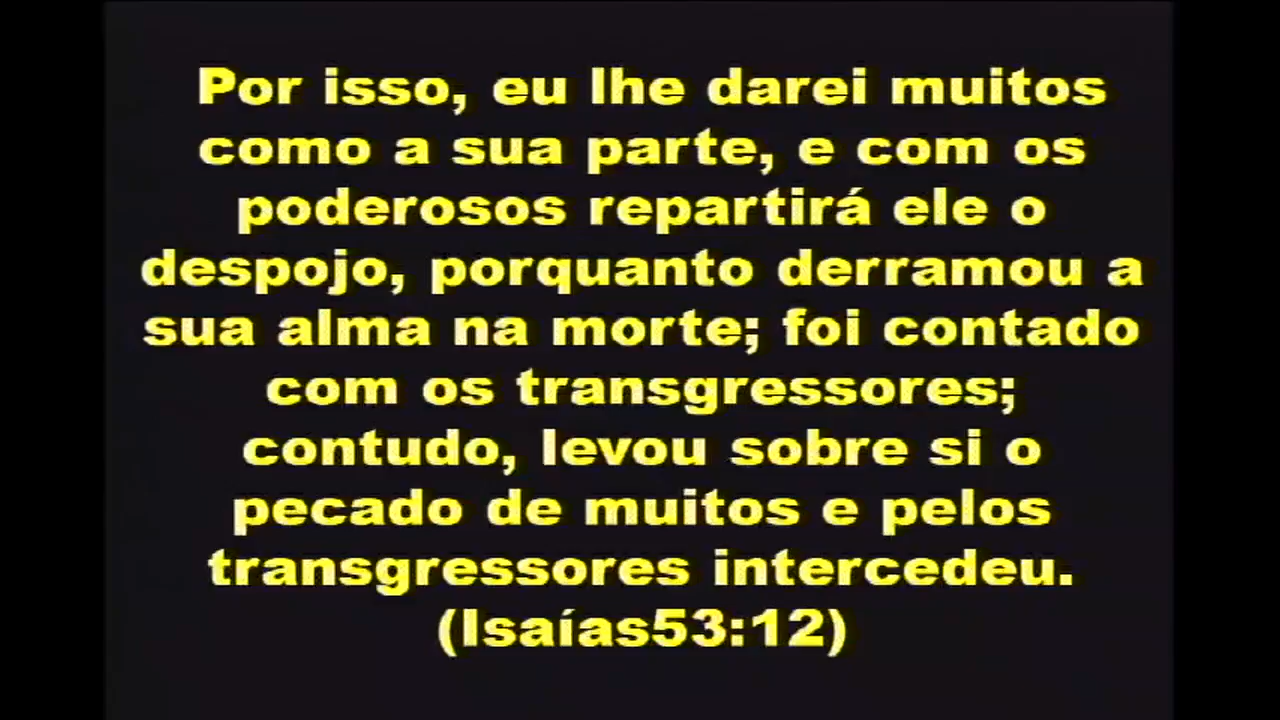 Por isso, eu lhe darei muitos
como a sua parte, e com os
poderosos repartirá ele o
despojo, porquanto derramou a
sua alma na morte; foi contado
com os transgressores;
contudo, levou sobre si o
pecado de muitos e pelos
transgressores intercedeu.
(Isaías53:12)